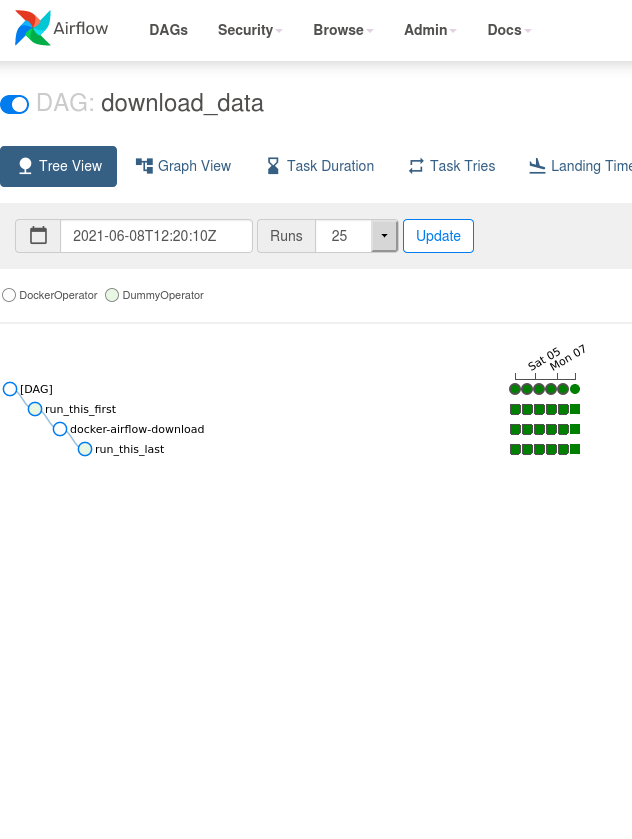 Airflow DAGs Security Browse Admin Docs
DAG: download_data
Tree View Graph View Task Duration Task Tries Landing Time
2021-06-08T12:20:10Z Runs 25 Update
DockerOperator DummyOperator
Sat 05 Mon 07
[DAG]
run_this_first
docker-airflow-download
run_this_last